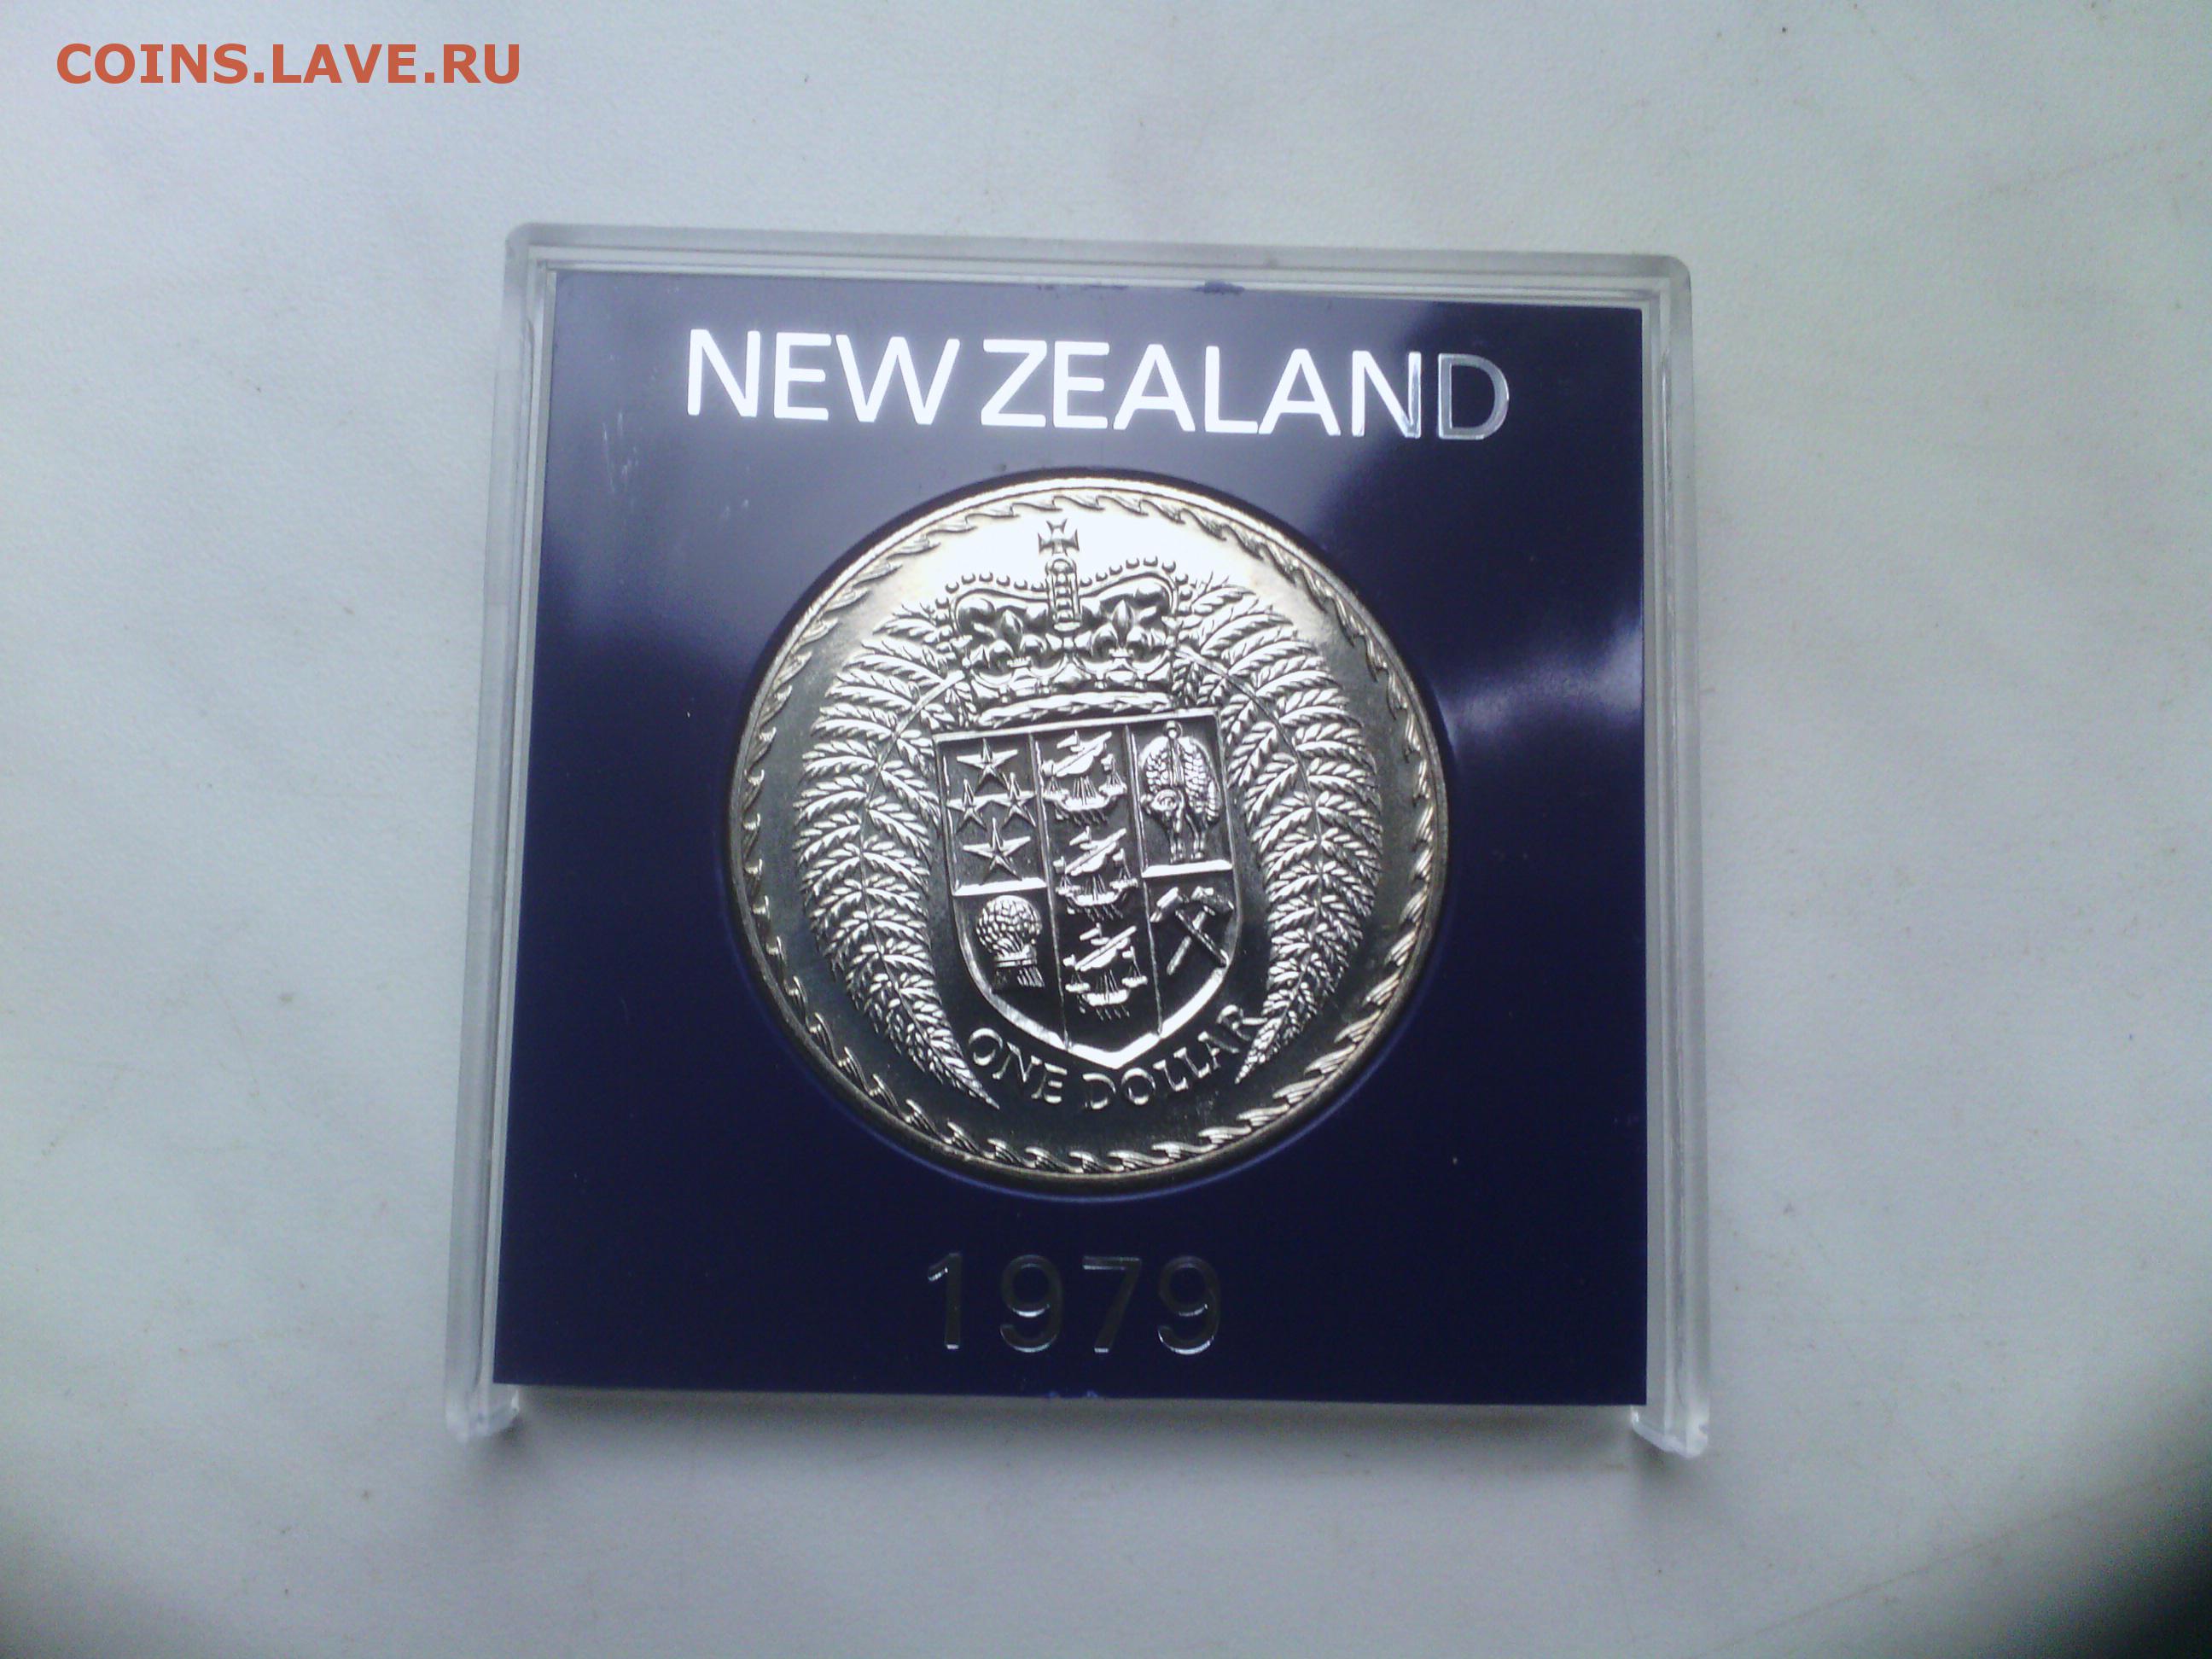 COINS.LAVE.RU
NEW ZEALAND
ONE DOLLAR
1979